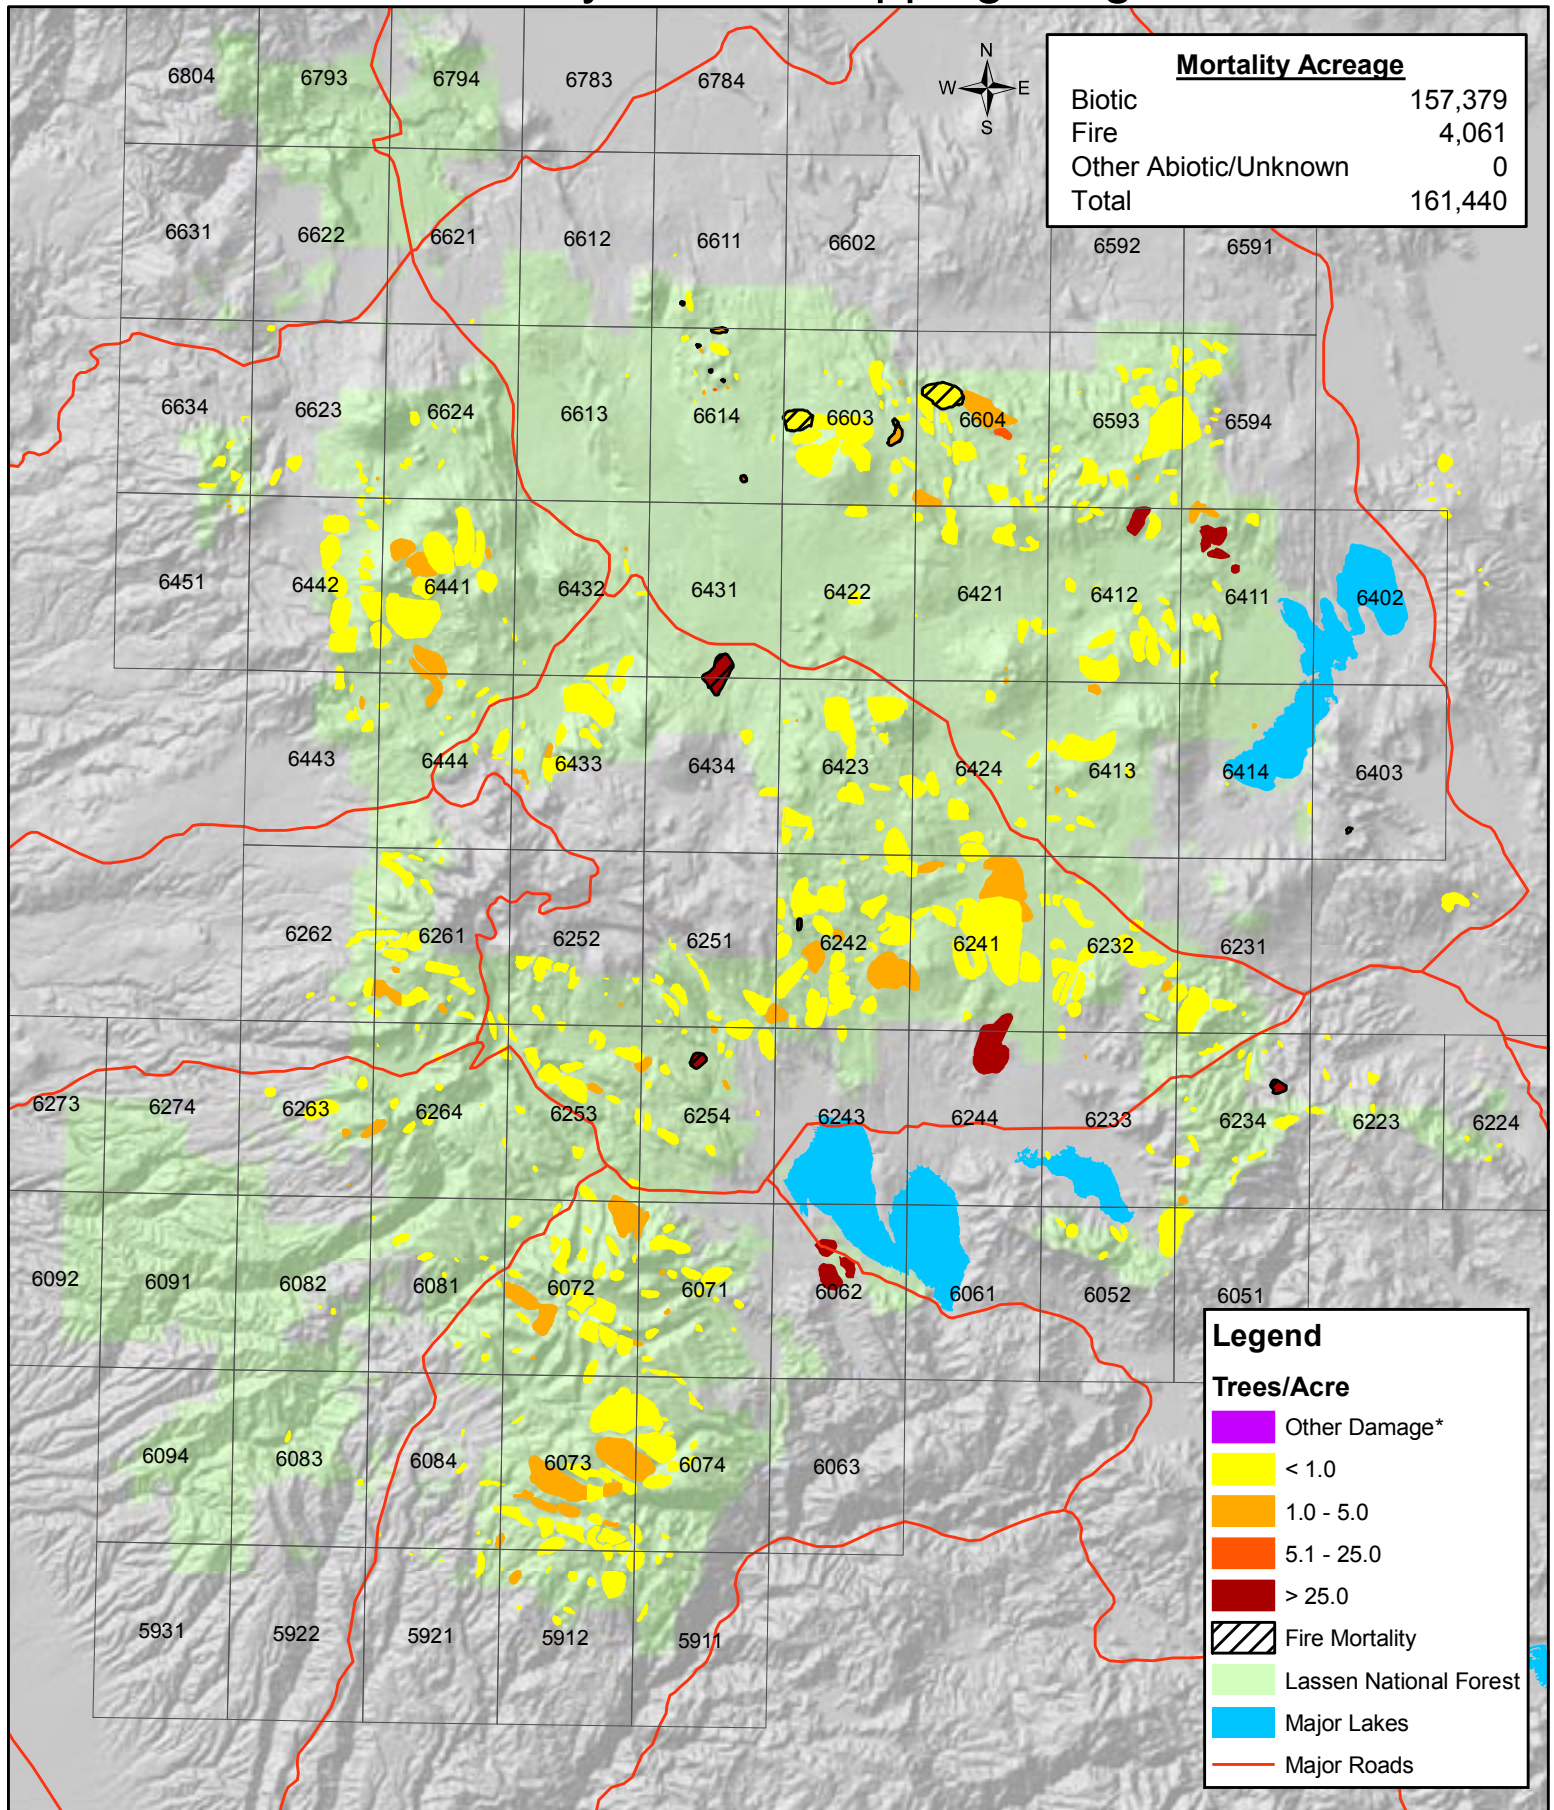 N
W E
S
Mortality Acreage
Biotic 157,379
Fire 4,061
Other Abiotic/Unknown 0
Total 161,440
6804 6793 6794 6783 6784
6631 6622 6621 6612 6611 6602 6592 6591
6634 6623 6624 6613 6614 6603 6604 6593 6594
6451 6442 6441 6432 6431 6422 6421 6412 6411 6402
6443 6444 6433 6434 6423 6424 6413 6414 6403
6262 6261 6252 6251 6242 6241 6232 6231
6273 6274 6263 6264 6253 6254 6243 6244 6233 6234 6223 6224
6092 6091 6082 6081 6072 6071 6062 6061 6052 6051
6094 6083 6084 6073 6074 6063
5931 5922 5921 5912 5911
Legend
Trees/Acre
Other Damage*
< 1.0
1.0 - 5.0
5.1 - 25.0
> 25.0
Fire Mortality
Lassen National Forest
Major Lakes
Major Roads